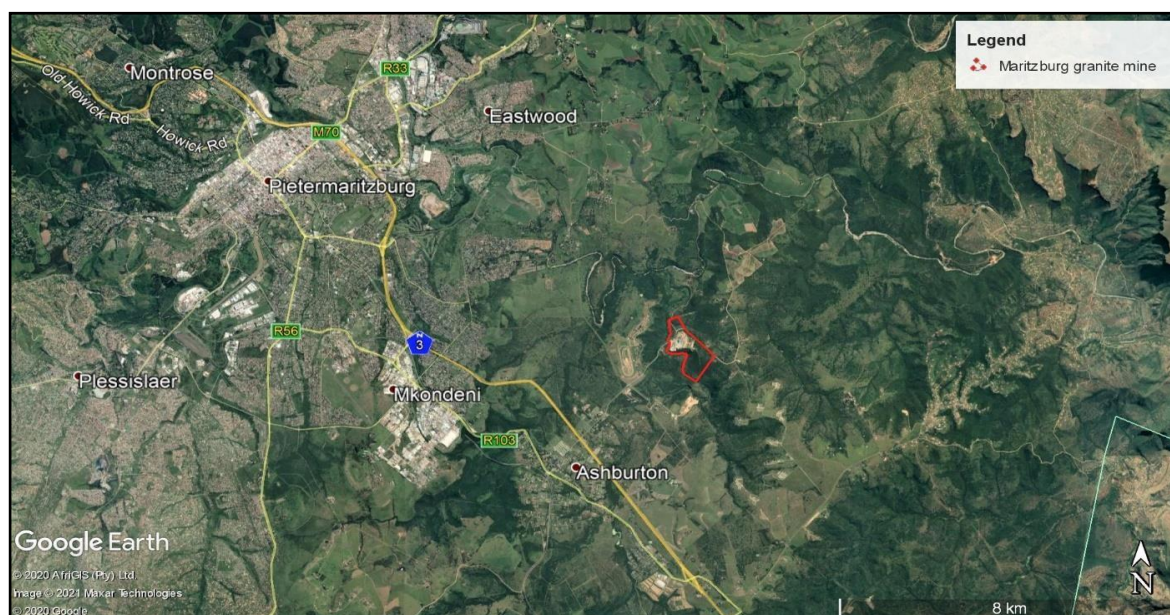 Legend
Maritzburg granite mine
Montrose
R33
Old-Howick-Rd
Howick-Rd
M70
Eastwood
Pietermaritzburg
R56
N
3
Plessislaer
Mkondeni
R103
Ashburton
Google Earth
© 2020 AfriGIS (Pty) Ltd.
Image © 2021 Maxar Technologies
© 2020 Google
N
8 km